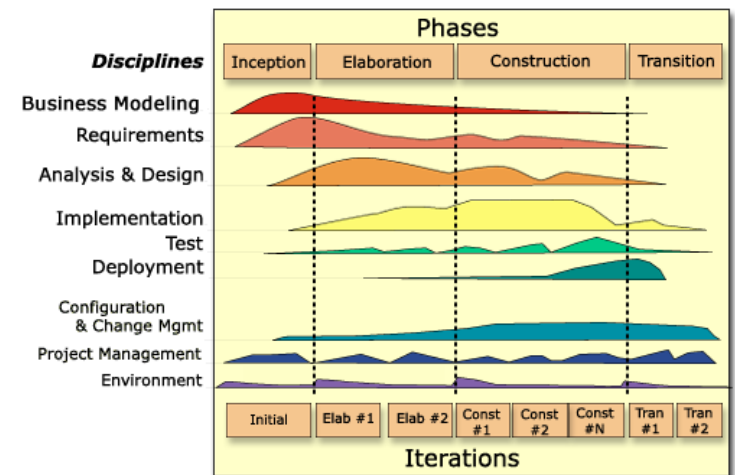 Phases
Disciplines
Inception
Elaboration
Construction
Transition
Business Modeling
Requirements
Analysis & Design
Implementation
Test
Deployment
Configuration
& Change Mgmt
Project Management
Environment
Initial
Elab #1
Elab #2
Const
#1
Const
#2
Const
#N
Tran
#1
Tran
#2
Iterations